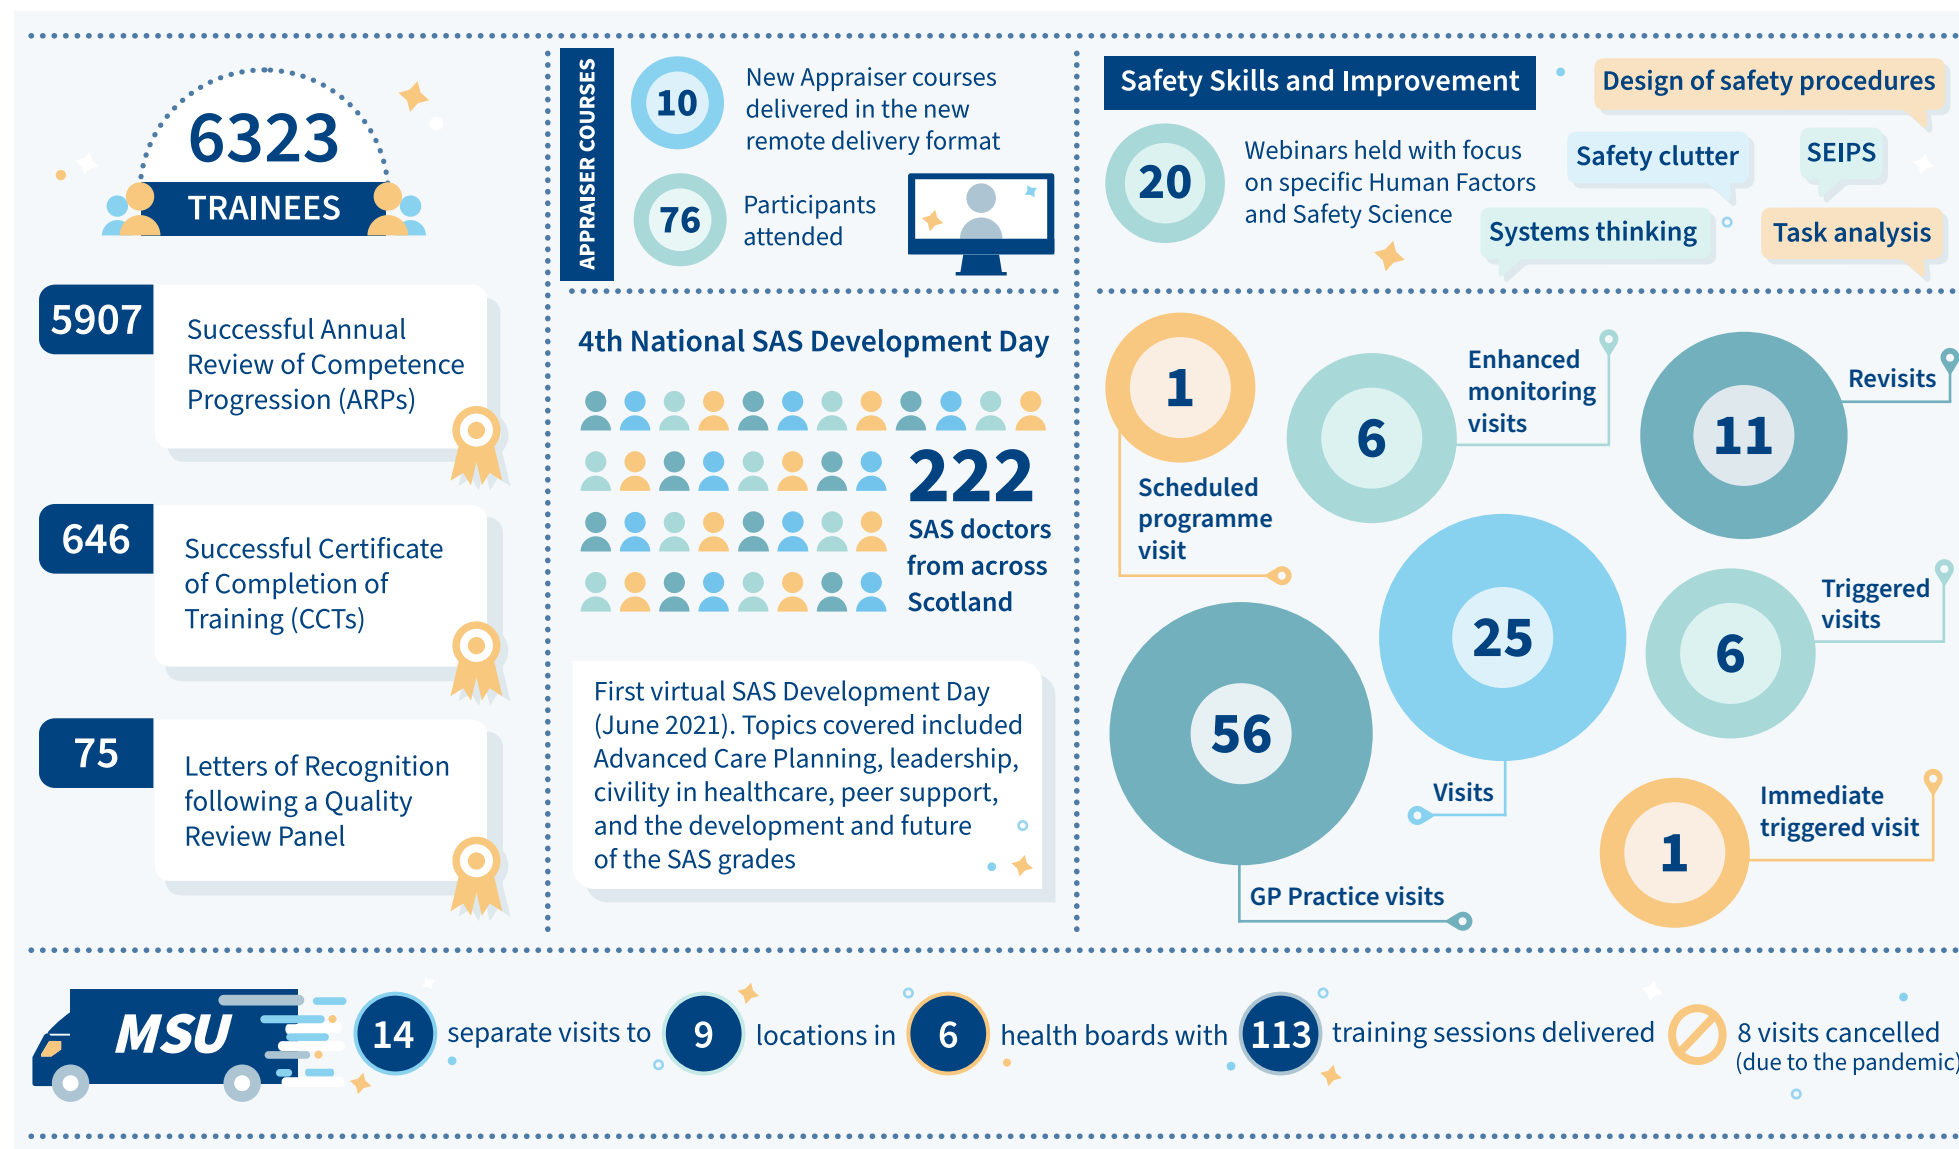 6323
TRAINEES
5907
Successful Annual
Review of Competence
Progression (ARPs)
646
Successful Certificate
of Completion of
Training (CCTs)
75
Letters of Recognition
following a Quality
Review Panel
APPRAISER COURSES
10
New Appraiser courses
delivered in the new
remote delivery format
76
Participants
attended
4th National SAS Development Day
222
SAS doctors
from across
Scotland
First virtual SAS Development Day
(June 2021). Topics covered included
Advanced Care Planning, leadership,
civility in healthcare, peer support,
and the development and future
of the SAS grades
Safety Skills and Improvement
20
Webinars held with focus
on specific Human Factors
and Safety Science
Design of safety procedures
Safety clutter
SEIPS
Systems thinking
Task analysis
1
Scheduled
programme
visit
6
Enhanced
monitoring
visits
11
Revisits
56
GP Practice visits
25
Visits
6
Triggered
visits
1
Immediate
triggered visit
MSU
14 separate visits to 9 locations in 6 health boards with 113 training sessions delivered
8 visits cancelled
(due to the pandemic)